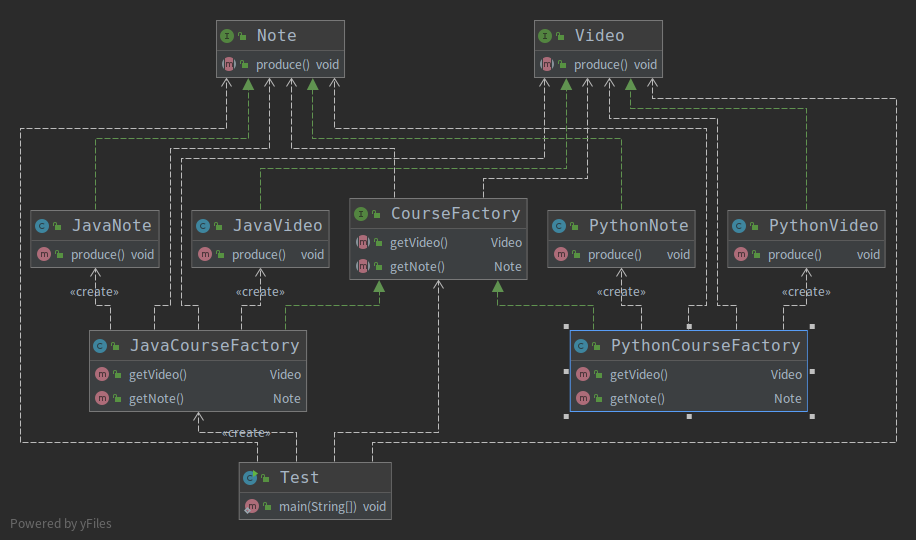 Note
produce() void
Video
produce() void
JavaNote
produce() void
JavaVideo
produce() void
CourseFactory
getVideo() Video
getNote() Note
PythonNote
produce() void
PythonVideo
produce() void
«create»
«create»
«create»
«create»
JavaCourseFactory
getVideo() Video
getNote() Note
PythonCourseFactory
getVideo() Video
getNote() Note
«create»
Test
main(String[]) void
Powered by yFiles